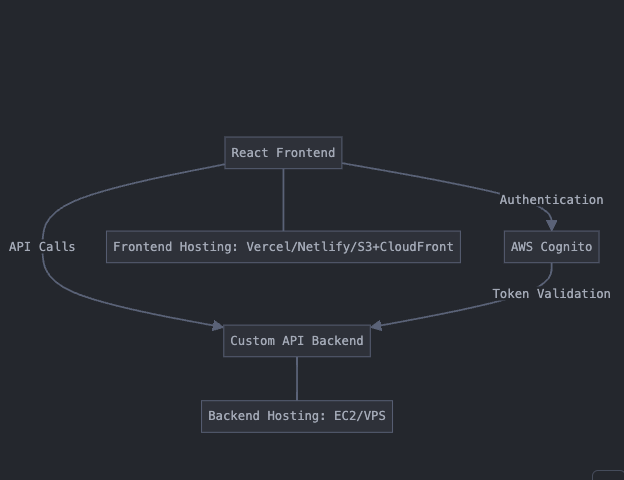 React Frontend
Authentication
API Calls
Frontend Hosting: Vercel/Netlify/S3+CloudFront
AWS Cognito
Token Validation
Custom API Backend
Backend Hosting: EC2/VPS